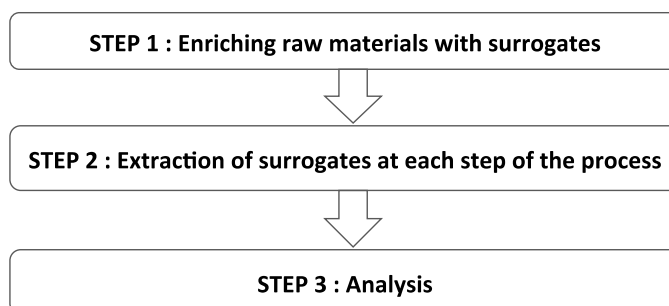 STEP 1 : Enriching raw materials with surrogates
STEP 2 : Extraction of surrogates at each step of the process
STEP 3 : Analysis